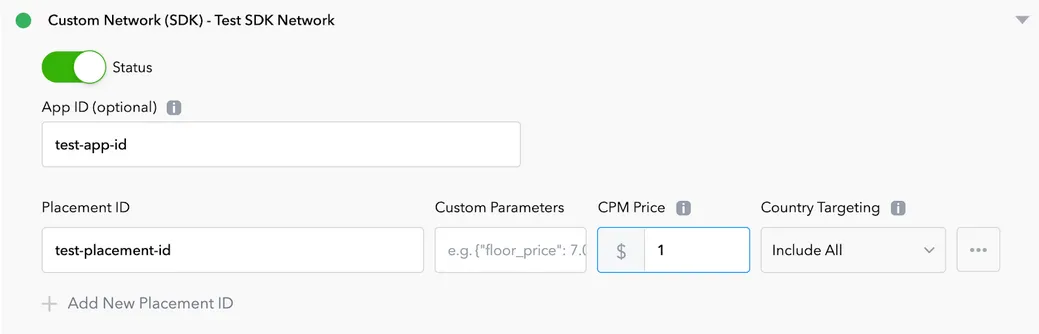 Custom Network (SDK) - Test SDK Network
Status
App ID (optional) i
test-app-id
Placement ID Custom Parameters CPM Price i Country Targeting i
test-placement-id e.g. {"floor_price": 7.0 $ 1 Include All •••
+ Add New Placement ID